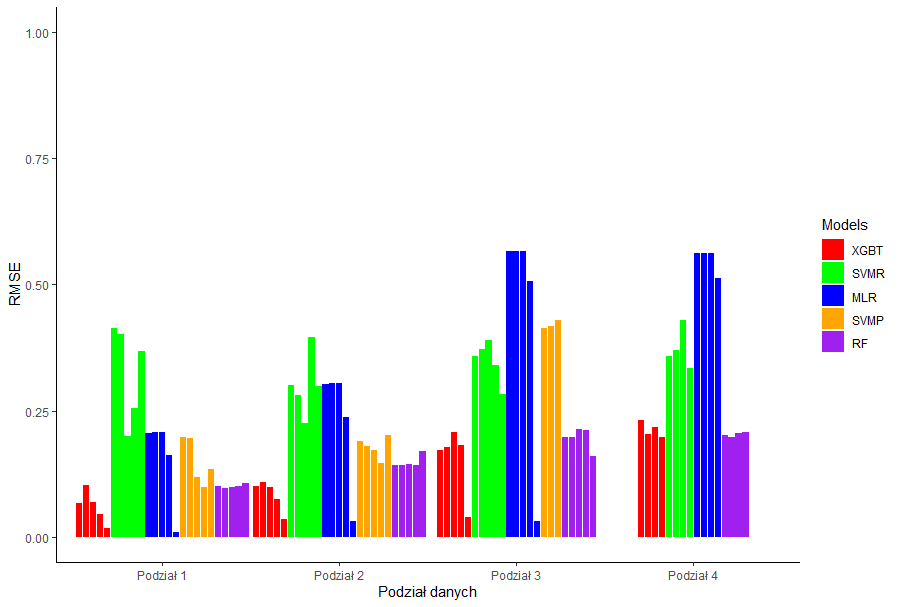 1.00
0.75
0.50
0.25
0.00
RMSE
Podział 1
Podział 2
Podział 3
Podział 4
Podział danych
Models
XGBT
SVMR
MLR
SVMP
RF